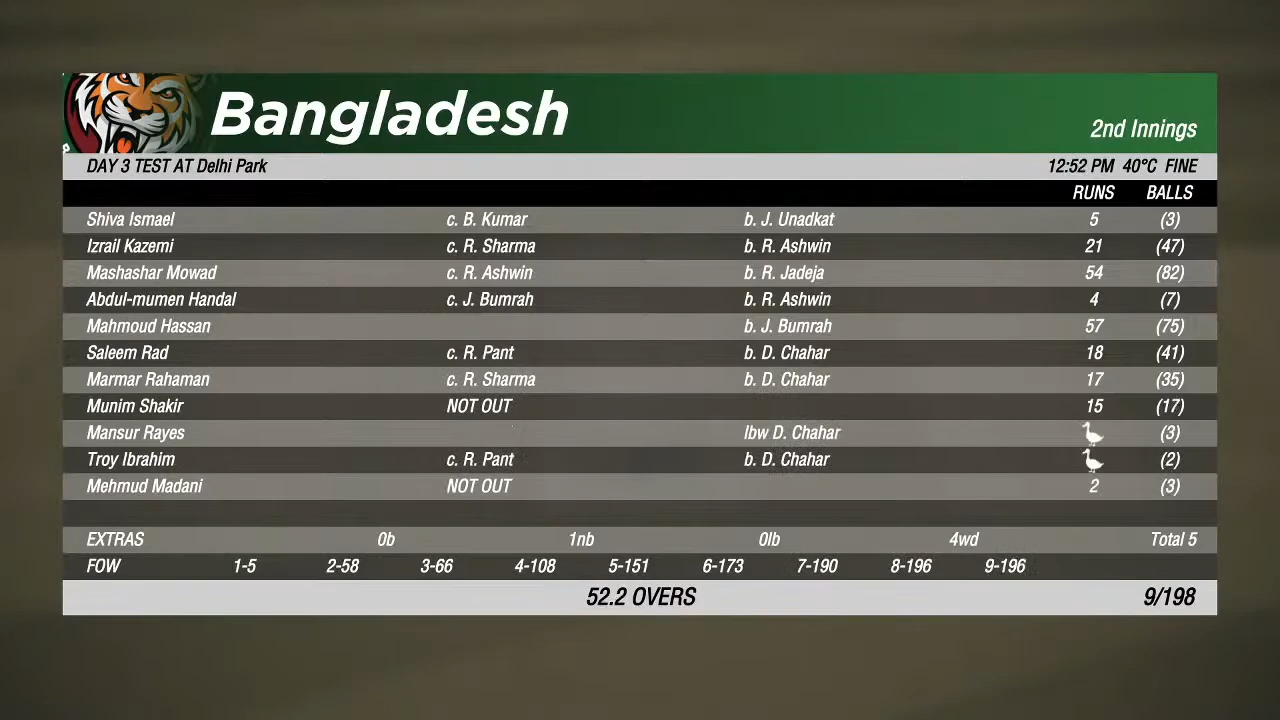 Bangladesh
2nd Innings
DAY 3 TEST AT Delhi Park 12:52 PM 40°C FINE
RUNS BALLS
Shiva Ismael c. B. Kumar b. J. Unadkat 5 (3)
Izrail Kazemi c. R. Sharma b. R. Ashwin 21 (47)
Mashashar Mowad c. R. Ashwin b. R. Jadeja 54 (82)
Abdul-mumen Handal c. J. Bumrah b. R. Ashwin 4 (7)
Mahmoud Hassan b. J. Bumrah 57 (75)
Saleem Rad c. R. Pant b. D. Chahar 18 (41)
Marmar Rahaman c. R. Sharma b. D. Chahar 17 (35)
Munim Shakir NOT OUT 15 (17)
Mansur Rayes lbw D. Chahar (3)
Troy Ibrahim c. R. Pant b. D. Chahar (2)
Mehmud Madani NOT OUT 2 (3)
EXTRAS 0b 1nb 0lb 4wd Total 5
FOW 1-5 2-58 3-66 4-108 5-151 6-173 7-190 8-196 9-196
52.2 OVERS 9/198